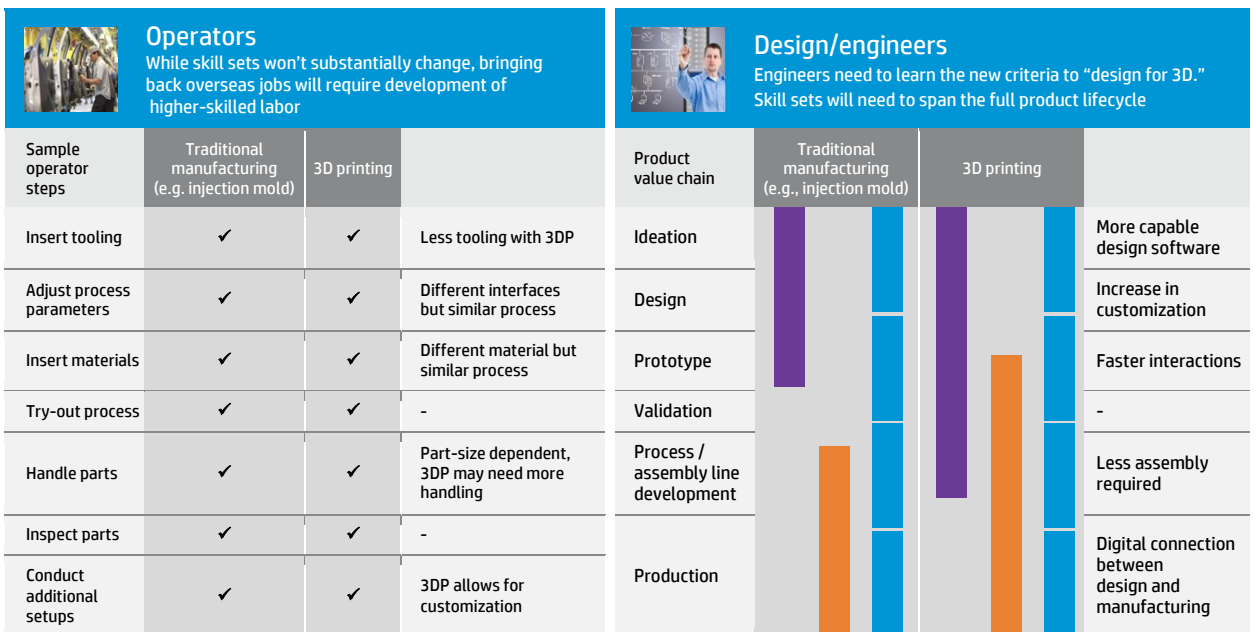 Operators
While skill sets won’t substantially change, bringing
back overseas jobs will require development of
higher-skilled labor
Sample
operator
steps
Traditional
manufacturing
(e.g. injection mold)
3D printing
Insert tooling
✓
✓
Less tooling with 3DP
Adjust process
parameters
✓
✓
Different interfaces
but similar process
Insert materials
✓
✓
Different material but
similar process
Try-out process
✓
✓
-
Handle parts
✓
✓
Part-size dependent,
3DP may need more
handling
Inspect parts
✓
✓
-
Conduct
additional
setups
✓
✓
3DP allows for
customization
Design/engineers
Engineers need to learn the new criteria to “design for 3D.”
Skill sets will need to span the full product lifecycle
Product
value chain
Traditional
manufacturing
(e.g., injection mold)
3D printing
Ideation
More capable
design software
Design
Increase in
customization
Prototype
Faster interactions
Validation
-
Process /
assembly line
development
Less assembly
required
Production
Digital connection
between
design and
manufacturing